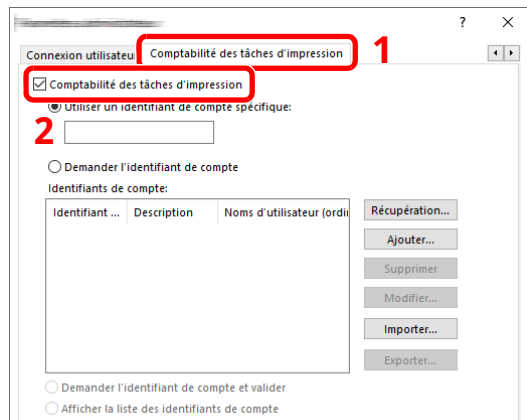 ?
Connexion utilisateu
Comptabilité des tâches d'impression
1
Comptabilité des tâches d'impression
Utiliser un identifiant de compte spécifique:
2
Demander l'identifiant de compte
Identifiants de compte:
Identifiant ... Description Noms d'utilisateur (ordi
Récupération...
Ajouter...
Supprimer
Modifier...
Importer...
Exporter...
Demander l'identifiant de compte et valider
Afficher la liste des identifiants de compte